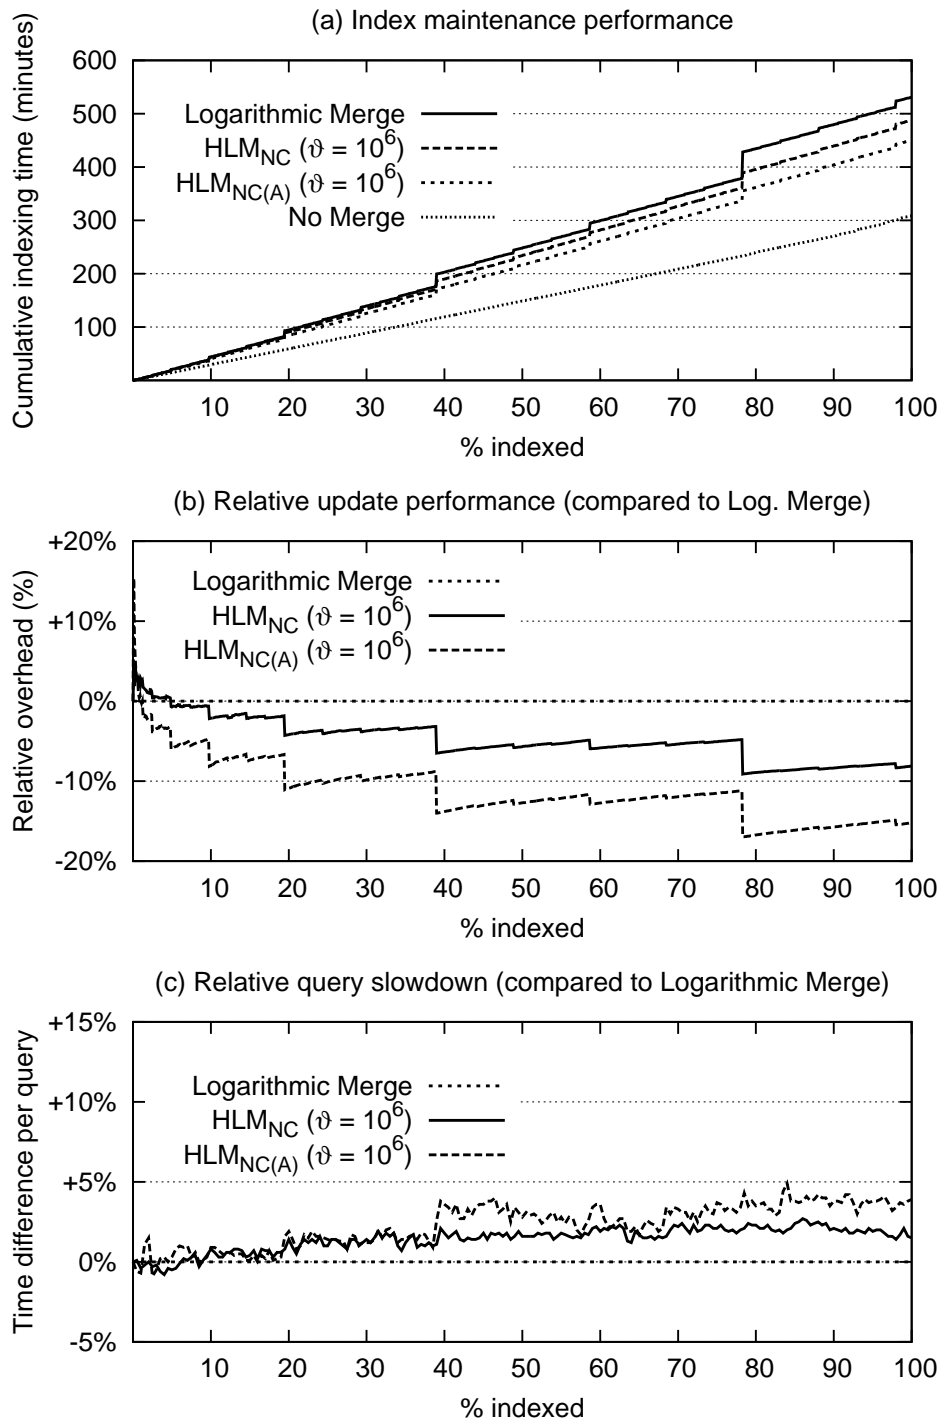 (a) Index maintenance performance
Cumulative indexing time (minutes)
600
500
400
300
200
100
Logarithmic Merge
HLM_NC (ϑ = 10^6)
HLM_NC(A) (ϑ = 10^6)
No Merge
10 20 30 40 50 60 70 80 90 100
% indexed
(b) Relative update performance (compared to Log. Merge)
Relative overhead (%)
+20%
+10%
0%
-10%
-20%
Logarithmic Merge
HLM_NC (ϑ = 10^6)
HLM_NC(A) (ϑ = 10^6)
10 20 30 40 50 60 70 80 90 100
% indexed
(c) Relative query slowdown (compared to Logarithmic Merge)
Time difference per query
+15%
+10%
+5%
0%
-5%
Logarithmic Merge
HLM_NC (ϑ = 10^6)
HLM_NC(A) (ϑ = 10^6)
10 20 30 40 50 60 70 80 90 100
% indexed